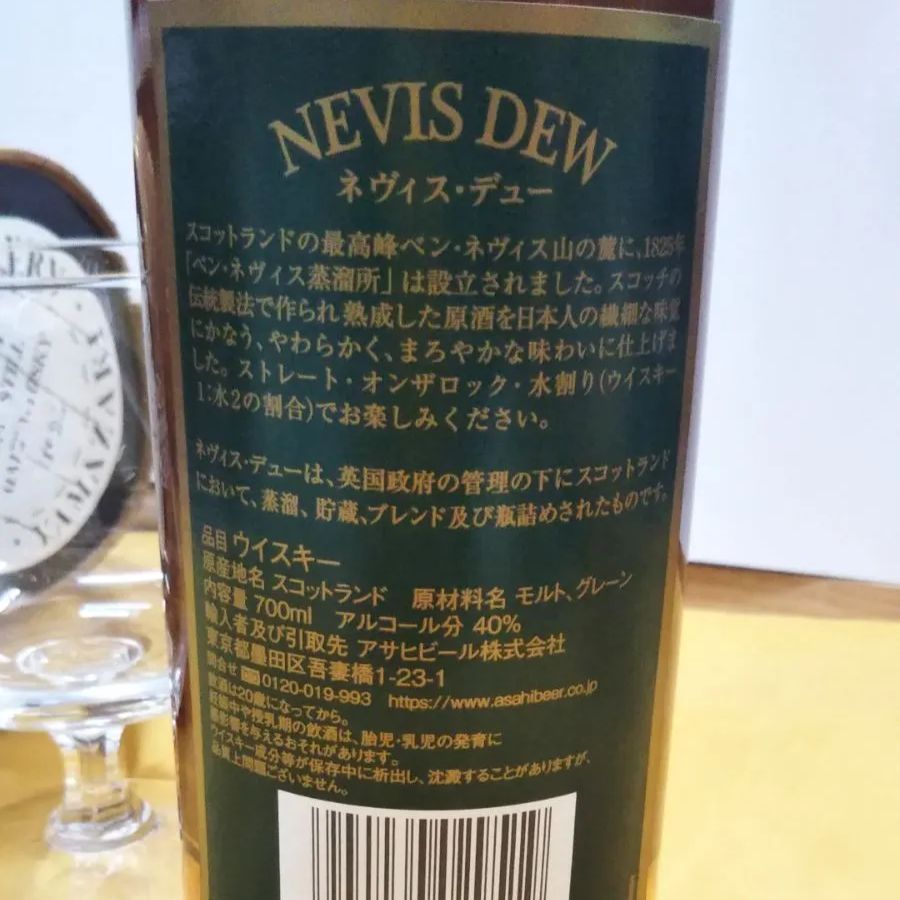 NEVIS DEW
ネヴィス・デュー
スコットランドの最高峰ベン・ネヴィス山の麓に、1825年
「ベン・ネヴィス蒸溜所」は設立されました。スコッチの
伝統製法で作られ熟成した原酒を日本人の繊細な味覚
にかなう、やわらかく、まろやかな味わいに仕上げま
した。ストレート・オンザロック・水割り(ウイスキー
1:水2の割合)でお楽しみください。
ネヴィス・デューは、英国政府の管理の下にスコットランド
において、蒸溜、貯蔵、ブレンド及び瓶詰めされたものです。
品目 ウイスキー
原産地名 スコットランド 原材料名 モルト、グレーン
内容量 700ml アルコール分 40%
輸入者及び引取先 アサヒビール株式会社
東京都墨田区吾妻橋1-23-1
問合せ 0120-019-993 https://www.asahibeer.co.jp
飲酒は20歳になってから。
妊娠中や授乳期の飲酒は、胎児・乳児の発育に
悪影響を与えるおそれがあります。
ウイスキー成分等が保存中に析出し、沈澱することがありますが、
品質上問題ございません。